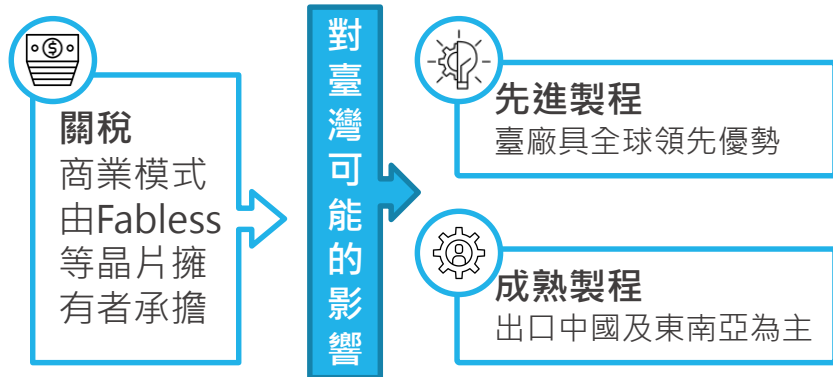 關稅
商業模式
由Fabless
等晶片擁
有者承擔
對臺灣可能的影響
先進製程
臺廠具全球領先優勢
成熟製程
出口中國及東南亞為主